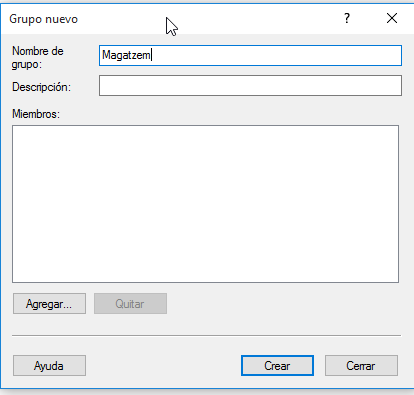 Grupo nuevo
?
Nombre de
grupo:
Magatzem
Descripción:
Miembros:
Agregar...
Quitar
Ayuda
Crear
Cerrar